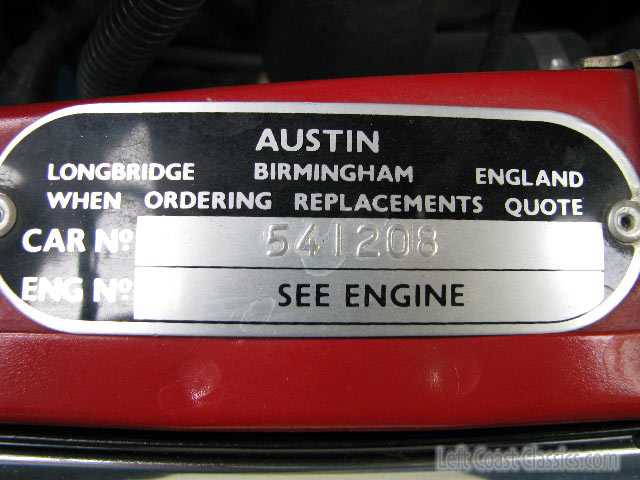 AUSTIN
LONGBRIDGE BIRMINGHAM ENGLAND
WHEN ORDERING REPLACEMENTS QUOTE
CAR Nº 541208
ENG Nº SEE ENGINE
Left Coast Classics.com